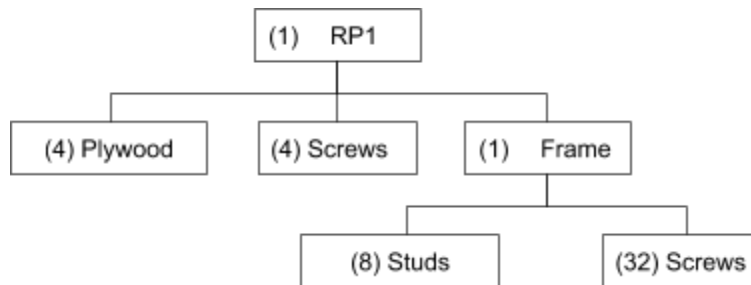 (1) RP1
(4) Plywood
(4) Screws
(1) Frame
(8) Studs
(32) Screws